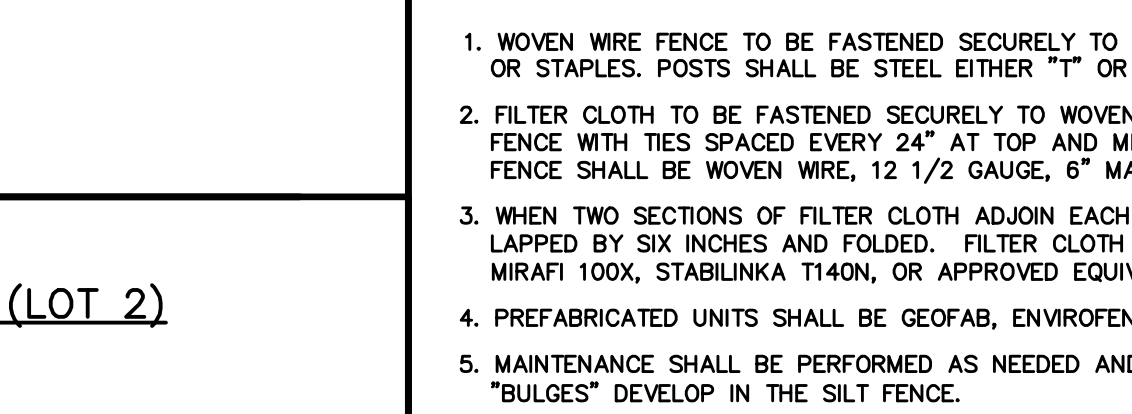 1. WOVEN WIRE FENCE TO BE FASTENED SECURELY TO
OR STAPLES. POSTS SHALL BE STEEL EITHER "T" OR
2. FILTER CLOTH TO BE FASTENED SECURELY TO WOVEN
FENCE WITH TIES SPACED EVERY 24" AT TOP AND
FENCE SHALL BE WOVEN WIRE, 12 1/2 GAUGE, 6"
3. WHEN TWO SECTIONS OF FILTER CLOTH ADJOIN EACH
LAPPED BY SIX INCHES AND FOLDED. FILTER CLOTH
MIRAFI 100X, STABILINKA T140N, OR APPROVED
(LOT 2)
4. PREFABRICATED UNITS SHALL BE GEOFAB,
5. MAINTENANCE SHALL BE PERFORMED AS NEEDED AND
"BULGES" DEVELOP IN THE SILT FENCE.